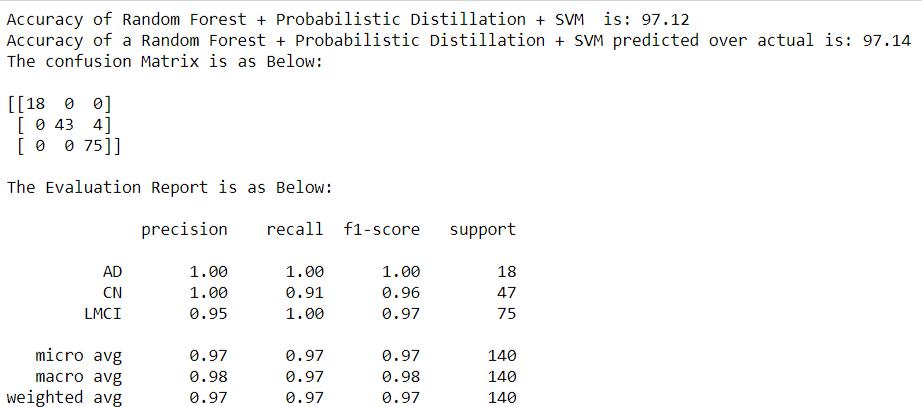 Accuracy of Random Forest + Probabilistic Distillation + SVM  is: 97.12
Accuracy of a Random Forest + Probabilistic Distillation + SVM predicted over actual is: 97.14
The confusion Matrix is as Below:
[[18  0  0]
 [ 0 43  4]
 [ 0  0 75]]
The Evaluation Report is as Below:
              precision    recall  f1-score   support
          AD       1.00      1.00      1.00        18
          CN       1.00      0.91      0.96        47
        LMCI       0.95      1.00      0.97        75
   micro avg       0.97      0.97      0.97       140
   macro avg       0.98      0.97      0.98       140
weighted avg       0.97      0.97      0.97       140